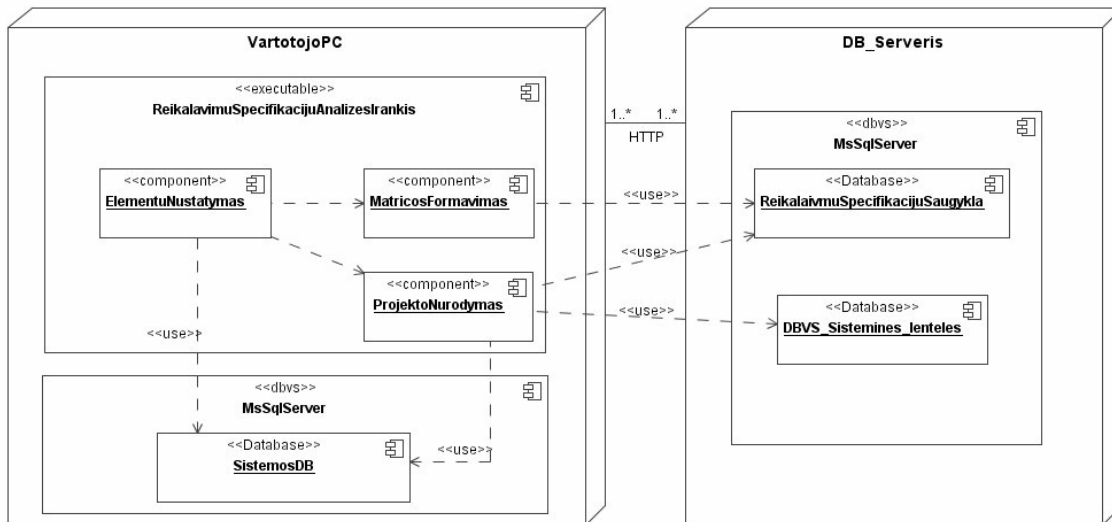 VartotojoPC
<<executable>>
ReikalavimuSpecifikacijuAnalizesIrankis
<<component>>
ElementuNustatymas
<<component>>
MatricosFormavimas
<<component>>
ProjektoNurodymas
<<use>>
<<dbvs>>
MsSqlServer
<<Database>>
SistemosDB
<<use>>
1..* 1..*
HTTP
<<use>>
<<use>>
<<use>>
DB_Serveris
<<dbvs>>
MsSqlServer
<<Database>>
ReikalaivmuSpecifikacijuSaugykla
<<Database>>
DBVS_Sistemines_lenteles